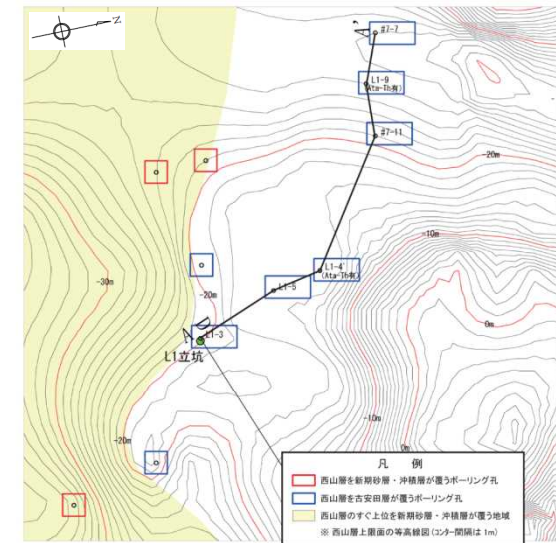 N
A'
#7-7
L1-9
(Ata-Th有)
#7-11
-20m
-10m
-30m
L1-4'
(Ata-Th有)
-20m
L1-5
0m
A
L1-3
L1立坑
-10m
-20m
0m
凡 例
西山層を新期砂層・沖積層が覆うボーリング孔
西山層を古安田層が覆うボーリング孔
西山層のすぐ上位を新期砂層・沖積層が覆う地域
※ 西山層上限面の等高線図(コンター間隔は 1m)